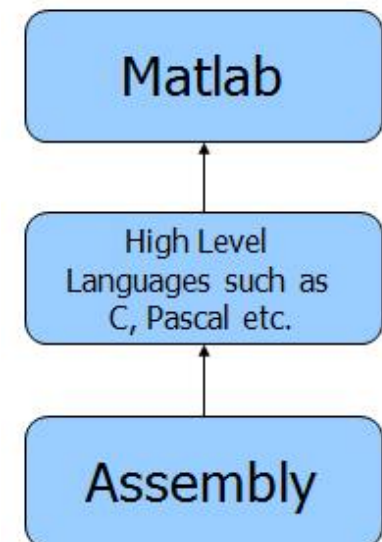 Matlab
High Level
Languages such as
C, Pascal etc.
Assembly